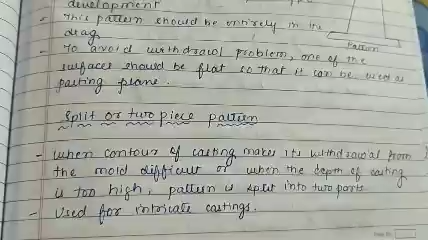 development
- This pattern should be entirely in the
drag
- To avoid withdrawl problem, one of the
surfaces should be flat so that it can be used as
parting plane.
Pattern
Split or two piece pattern
- when contour of casting makes its withdrawal from
the mold difficult or when the depth of casting
is too high, pattern is split into two parts
- Used for intricate castings.